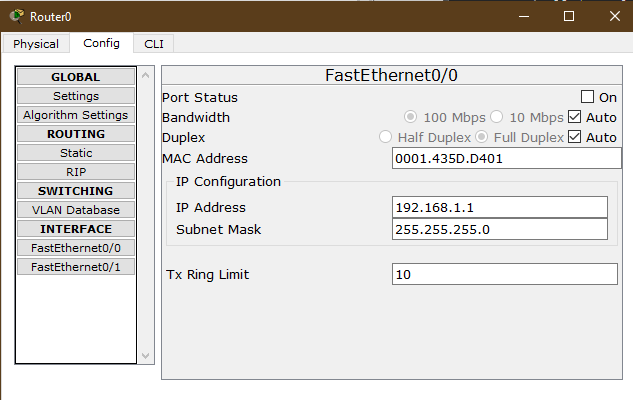 Router0
Physical Config CLI
GLOBAL
Settings
Algorithm Settings
ROUTING
Static
RIP
SWITCHING
VLAN Database
INTERFACE
FastEthernet0/0
FastEthernet0/1
FastEthernet0/0
Port Status On
Bandwidth 100 Mbps 10 Mbps Auto
Duplex Half Duplex Full Duplex Auto
MAC Address 0001.435D.D401
IP Configuration
IP Address 192.168.1.1
Subnet Mask 255.255.255.0
Tx Ring Limit 10